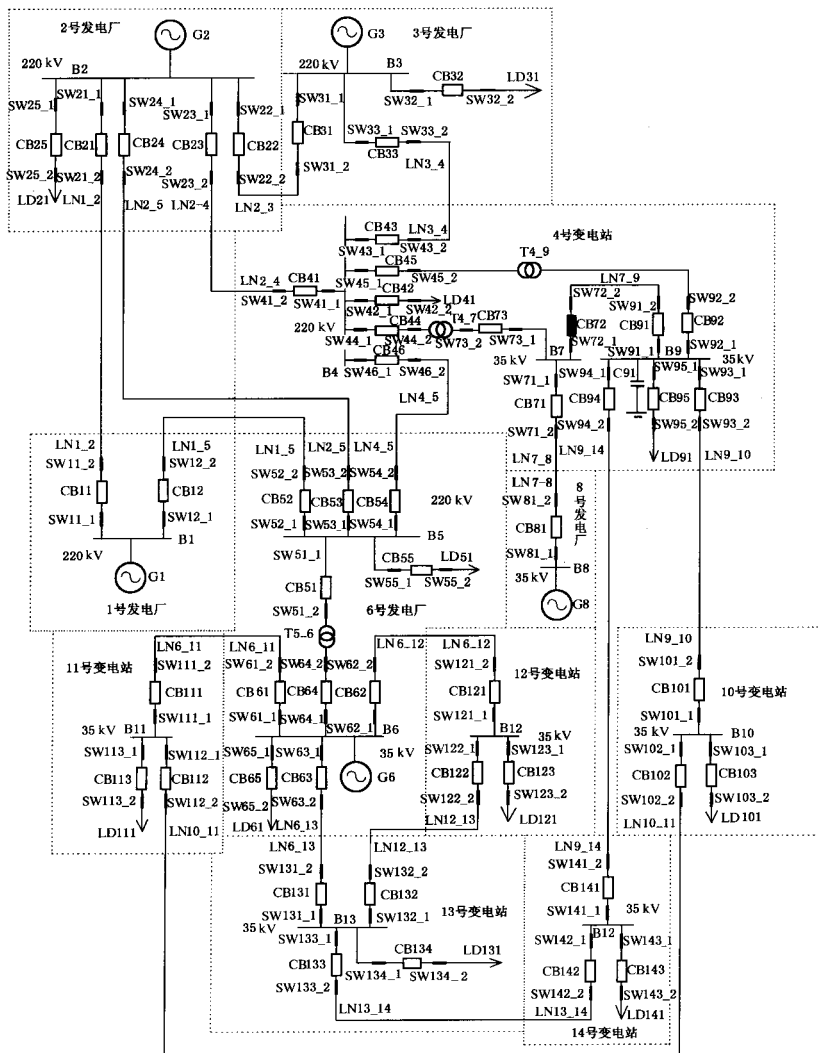 2号发电厂
G2
220 kV
B2
SW25_1
SW21_1
SW24_1
SW23_1
SW22_1
CB25
CB21
CB24
CB23
CB22
SW25_2
SW21_2
SW24_2
SW23_2
SW22_2
LD21
LN1_2
LN2_5
LN2-4
LN2_3
G3
3号发电厂
220 kV
B3
CB32
LD31
SW31_1
SW32_1
SW32_2
CB31
SW33_1
SW33_2
CB33
SW31_2
LN3_4
4号变电站
CB43
LN3_4
SW43_1
SW43_2
CB45
T4_9
SW45_1
SW45_2
LN2_4
CB41
SW41_2
SW41_1
CB42
LD41
SW42_1
SW42_2
220 kV
CB44
T4_7
CB73
SW44_1
SW44_2
SW73_2
SW73_1
CB46
B4
SW46_1
SW46_2
LN4_5
LN7_9
SW72_2
SW91_2
SW92_2
CB72
CB91
CB92
SW72_1
SW92_1
B7
SW91_1
B9
35 kV
35kV
SW71_1
SW94_1
C91
SW95_1
SW93_1
CB71
CB94
CB95
CB93
SW71_2
SW94_2
SW95_2
SW93_2
LN7_8
LN9_14
LD91
LN9_10
LN1_2
LN1_5
SW11_2
SW12_2
CB11
CB12
SW11_1
SW12_1
220 kV
B1
G1
1号发电厂
LN1_5
LN2_5
LN4_5
SW52_2
SW53_2
SW54_2
CB52
CB53
CB54
220 kV
SW52_1
SW53_1
SW54_1
B5
SW51_1
CB55
LD51
SW55_1
SW55_2
CB51
SW51_2
6号发电厂
T5_6
LN7-8
SW81_2
8号发电厂
CB81
SW81_1
35 kV
B8
G8
11号变电站
LN6_11
SW111_2
CB111
SW111_1
B11
35 kV
SW113_1
SW112_1
CB113
CB112
SW113_2
SW112_2
LD111
LN10_11
LN6_11
LN6_12
SW61_2
SW64_2
SW62_2
CB61
CB64
CB62
SW61_1
SW64_1
SW62_1
B6
35 kV
SW65_1
SW63_1
CB65
CB63
G6
SW65_2
SW63_2
LD61
LN6_13
LN6_12
SW121_2
12号变电站
CB121
SW121_1
B12
35 kV
SW122_1
SW123_1
CB122
CB123
SW122_2
SW123_2
LN12_13
LD121
LN9_10
SW101_2
CB101
10号变电站
SW101_1
35 kV
B10
SW102_1
SW103_1
CB102
CB103
SW102_2
SW103_2
LN10_11
LD101
LN6_13
LN12_13
SW131_2
SW132_2
CB131
CB132
SW131_1
SW132_1
13号变电站
35 kV
B13
SW133_1
CB134
LD131
CB133
SW134_1
SW134_2
SW133_2
LN13_14
LN9_14
SW141_2
CB141
SW141_1
35 kV
B12
SW142_1
SW143_1
CB142
CB143
SW142_2
SW143_2
LN13_14
LD141
14号变电站